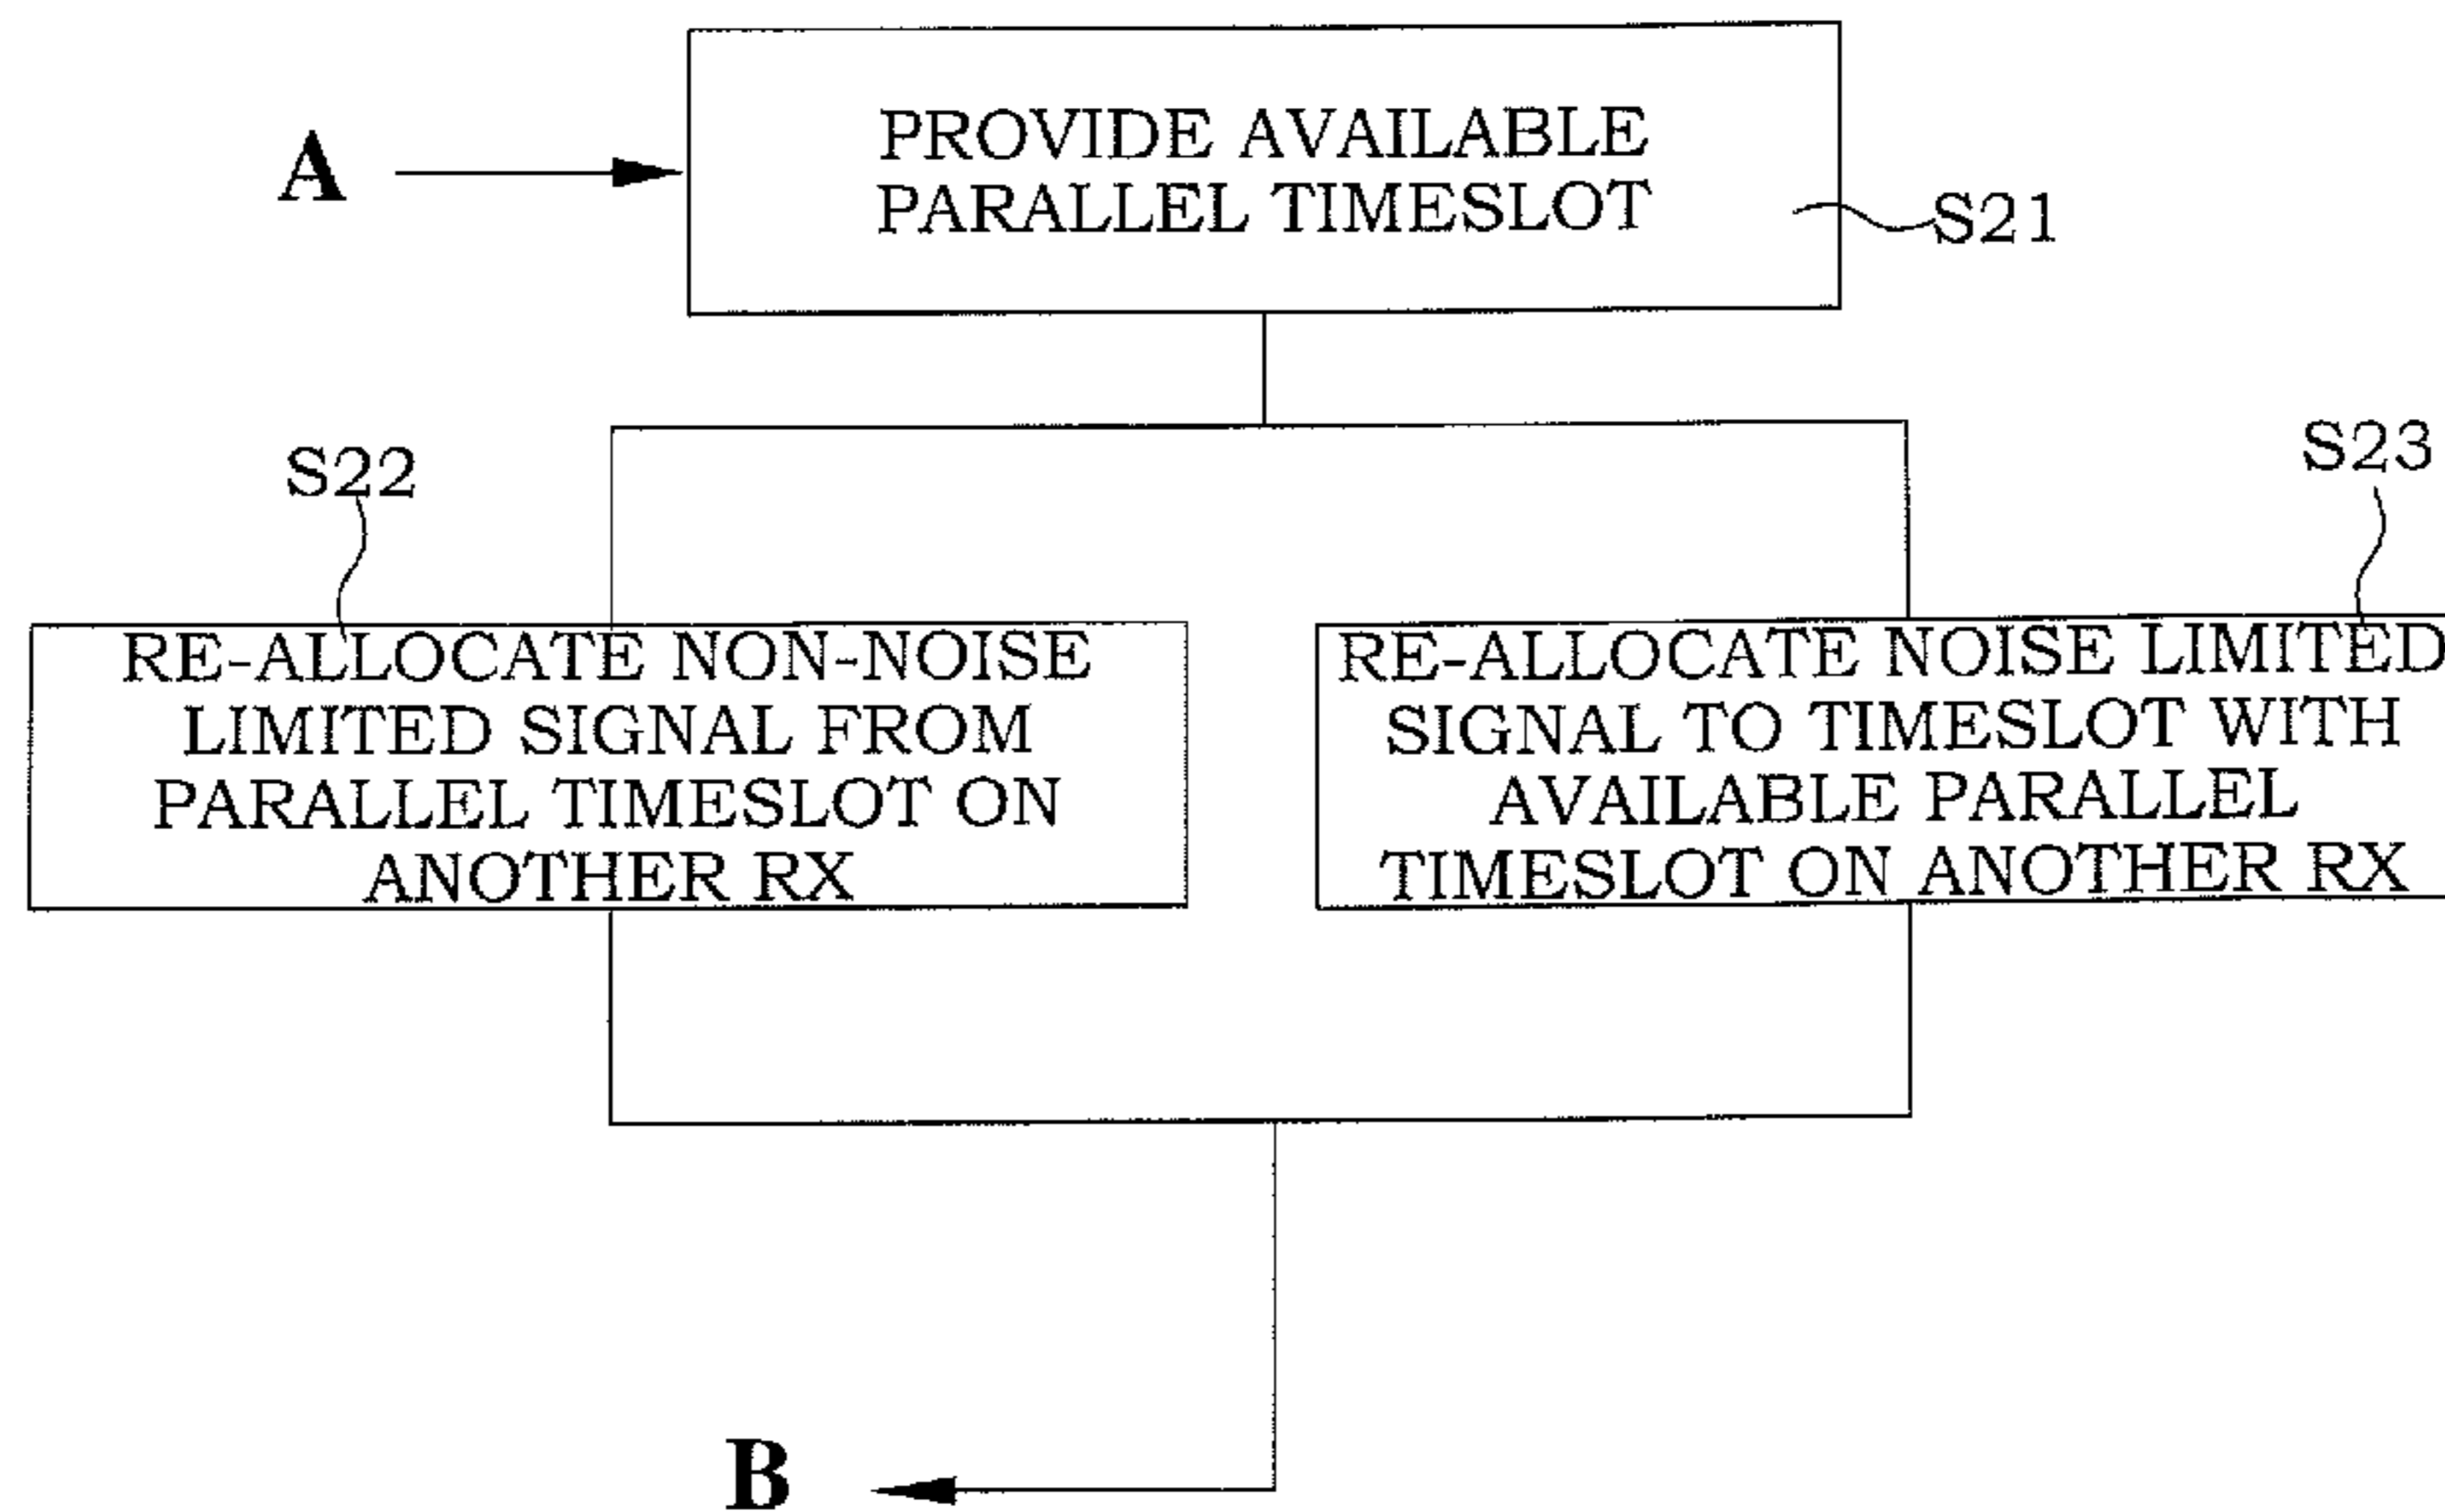 PROVIDE AVAILABLE
PARALLEL TIMESLOT
A
S21
S22
S23
RE-ALLOCATE NON-NOISE
LIMITED SIGNAL FROM
PARALLEL TIMESLOT ON
ANOTHER RX
RE-ALLOCATE NOISE LIMITED
SIGNAL TO TIMESLOT WITH
AVAILABLE PARALLEL
TIMESLOT ON ANOTHER RX
B